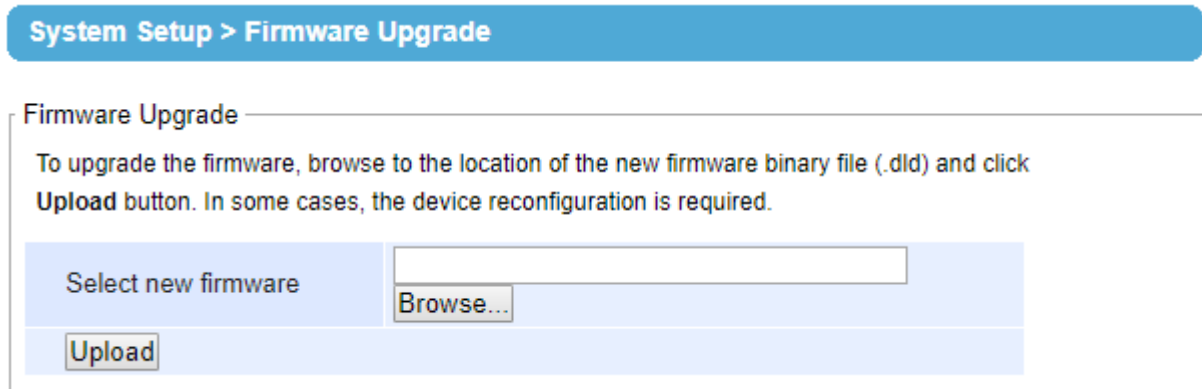 System Setup > Firmware Upgrade
Firmware Upgrade
To upgrade the firmware, browse to the location of the new firmware binary file (.dld) and click
Upload button. In some cases, the device reconfiguration is required.
Select new firmware
Browse...
Upload